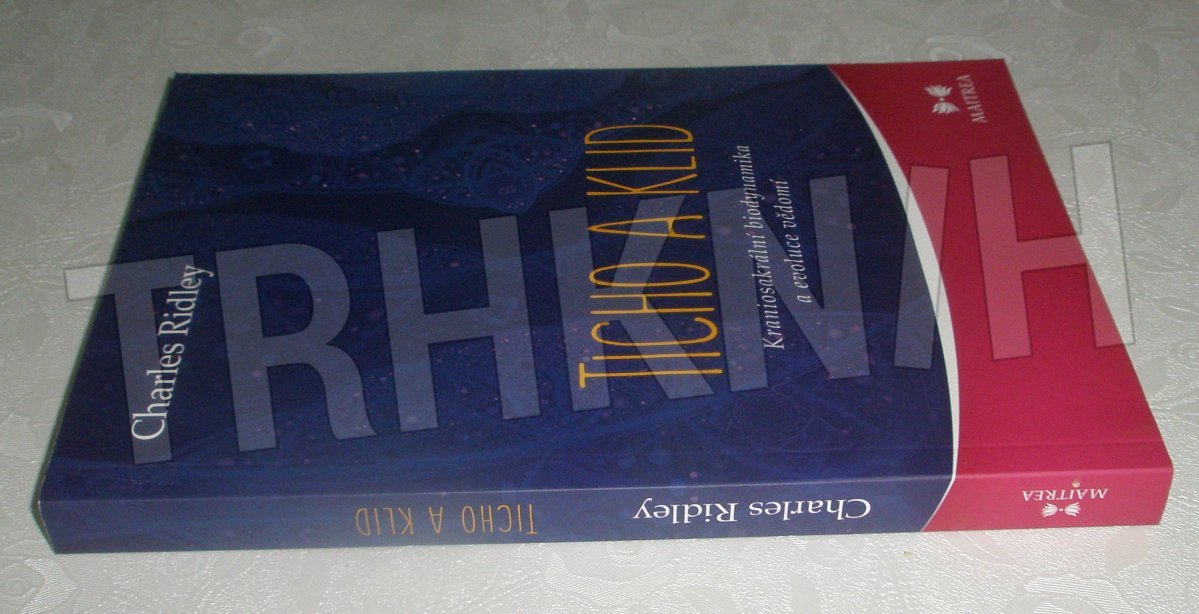 Charles Ridley
TICHO A KLID
Kraniosakrální biodynamika
a evoluce vědomí
MAITREA
TICHO A KLID
Charles Ridley
MAITREA
TRHKNIH